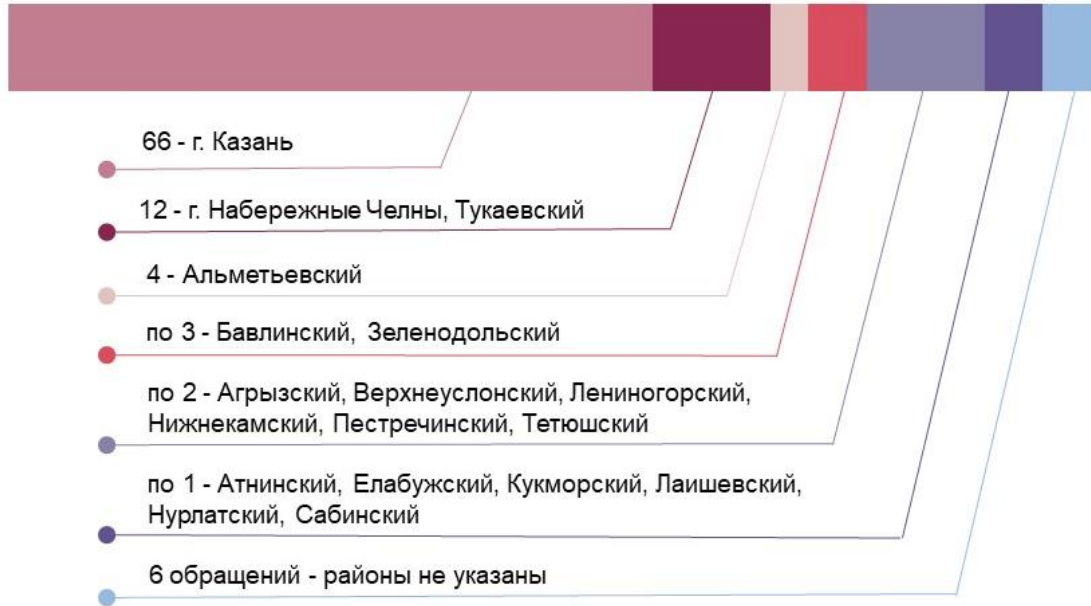 66 - г. Казань
12 - г. Набережные Челны, Тукаевский
4 - Альметьевский
по 3 - Бавлинский, Зеленодольский
по 2 - Агрызский, Верхнеуслонский, Лениногорский,
Нижнекамский, Пестречинский, Тетюшский
по 1 - Атнинский, Елабужский, Кукморский, Лаишевский,
Нурлатский, Сабинский
6 обращений - районы не указаны